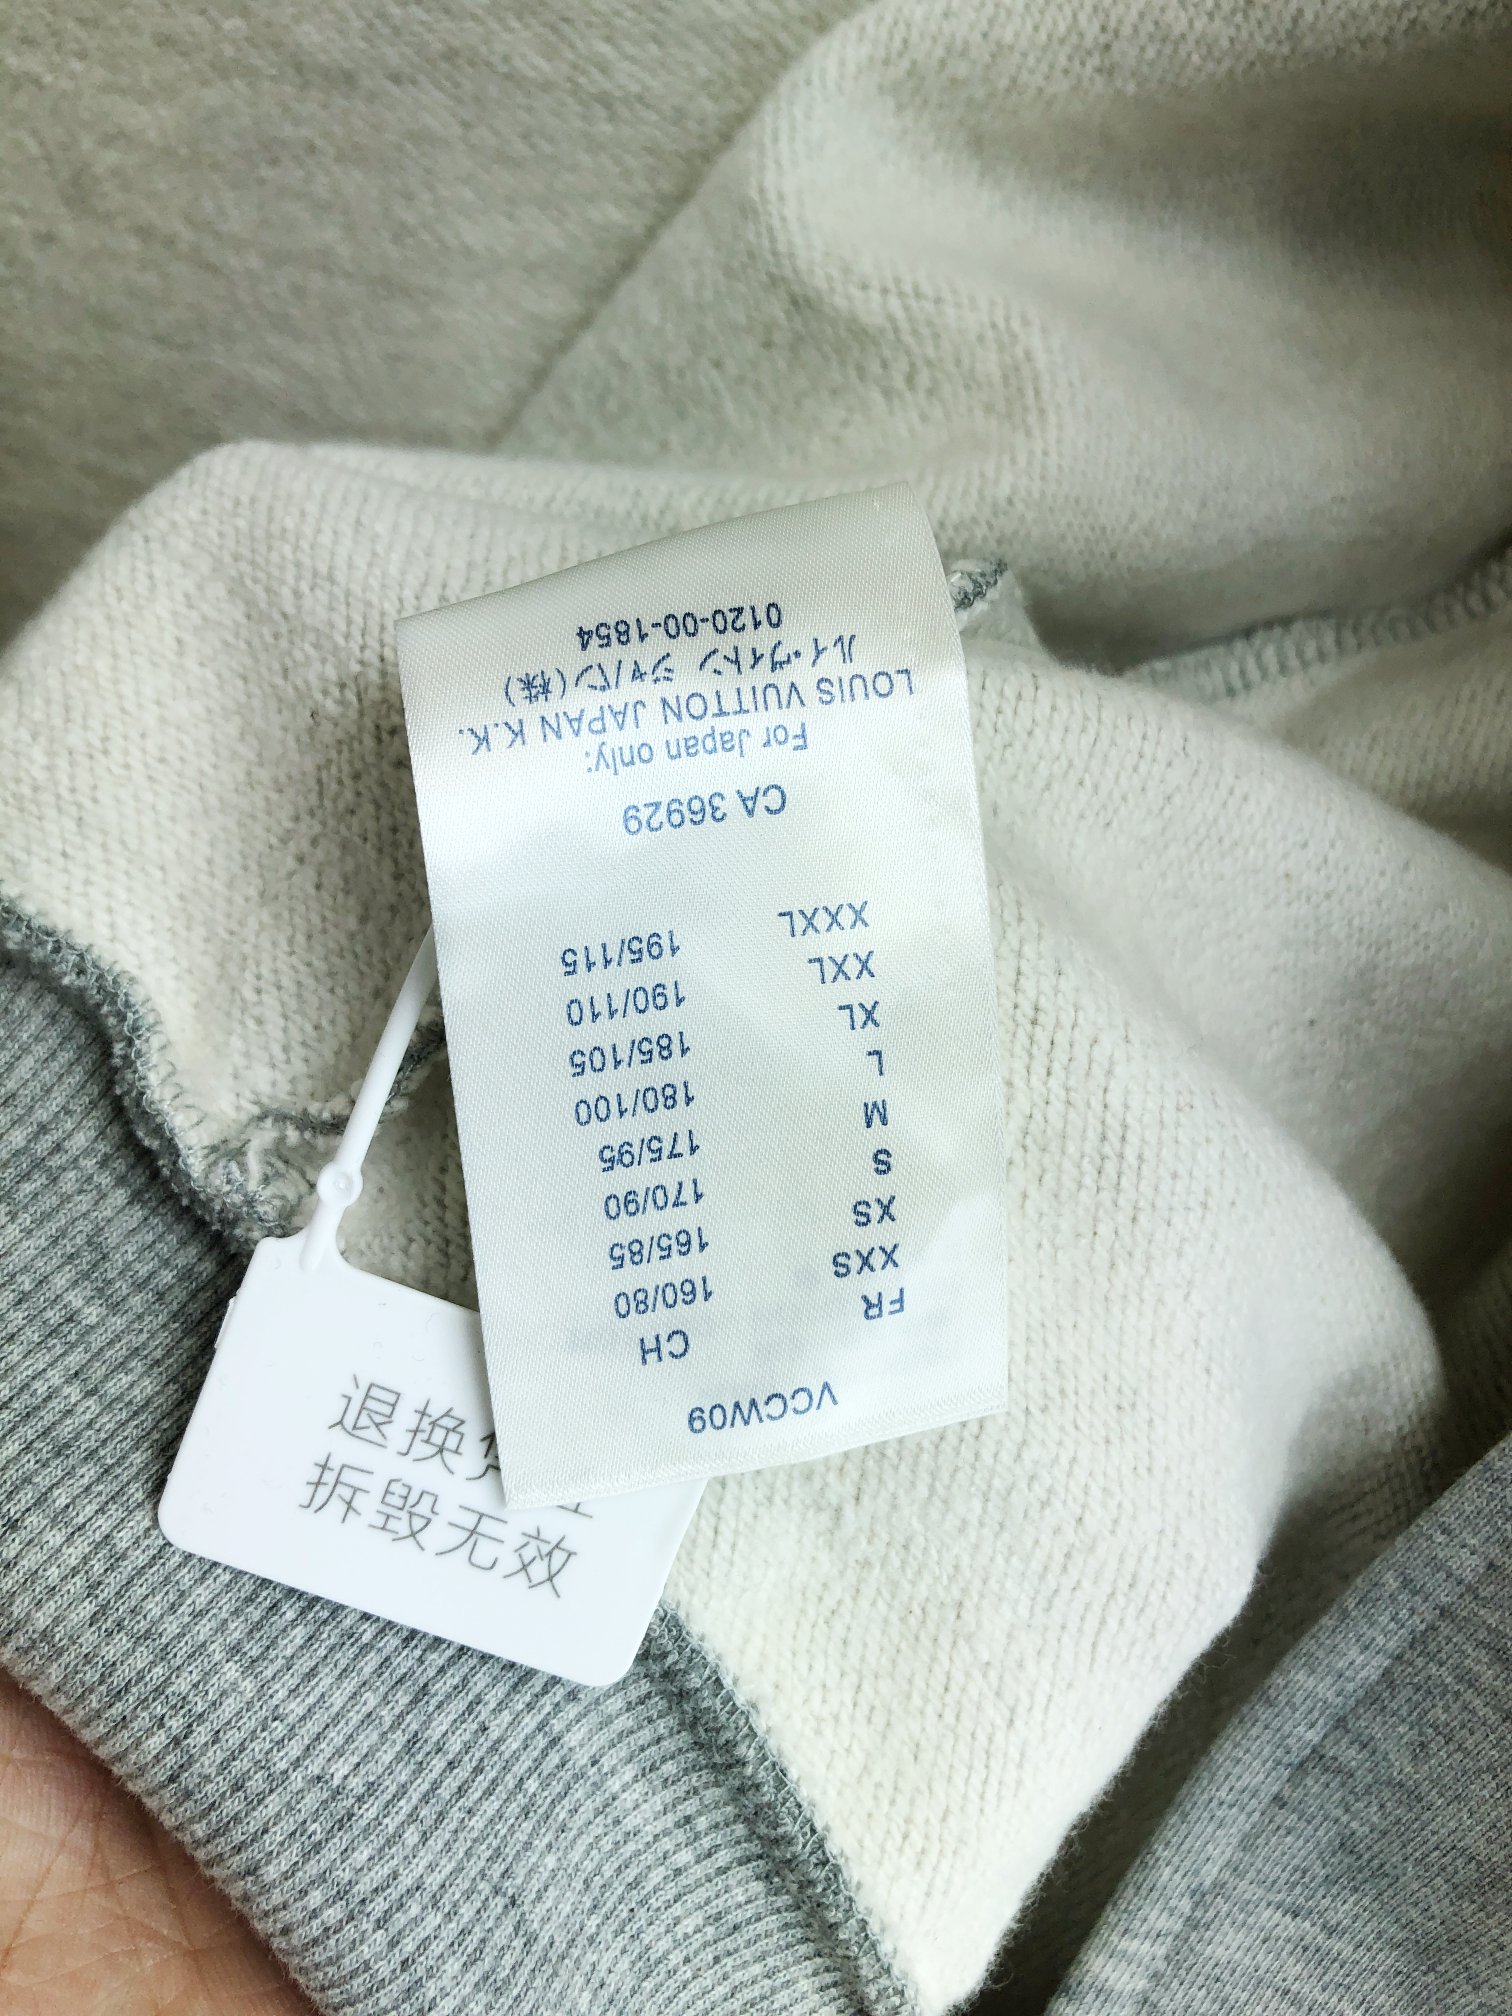 VCCW09
FR CH
XXS 160/80
XS 165/85
S 170/90
M 175/95
L 180/100
XL 185/105
XXL 190/110
XXXL 195/115
CA 36929
For Japan only:
LOUIS VUITTON JAPAN K.K.
ルイ・ヴィトン ジャパン(株)
0120-00-1854
退换
拆毁无效